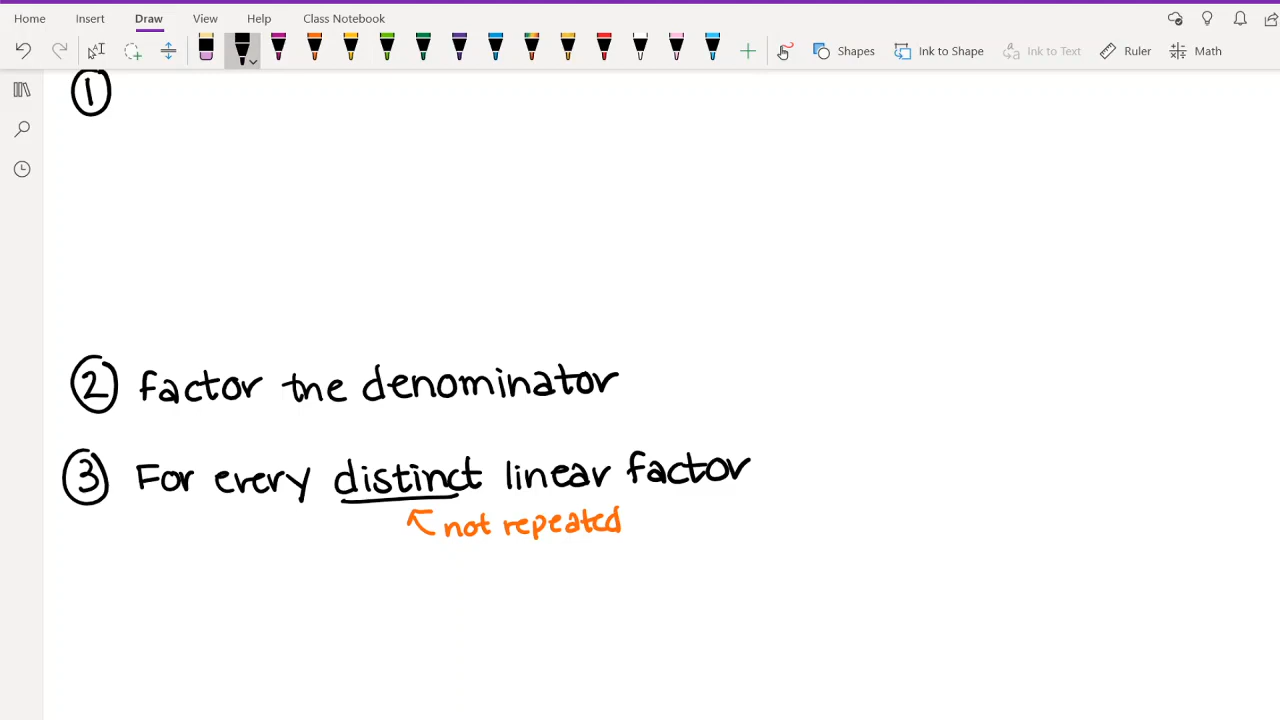 Home Insert Draw View Help Class Notebook
Shapes Ink to Shape Ink to Text Ruler Math
①
② factor the denominator
③ For every distinct linear factor
not repeated